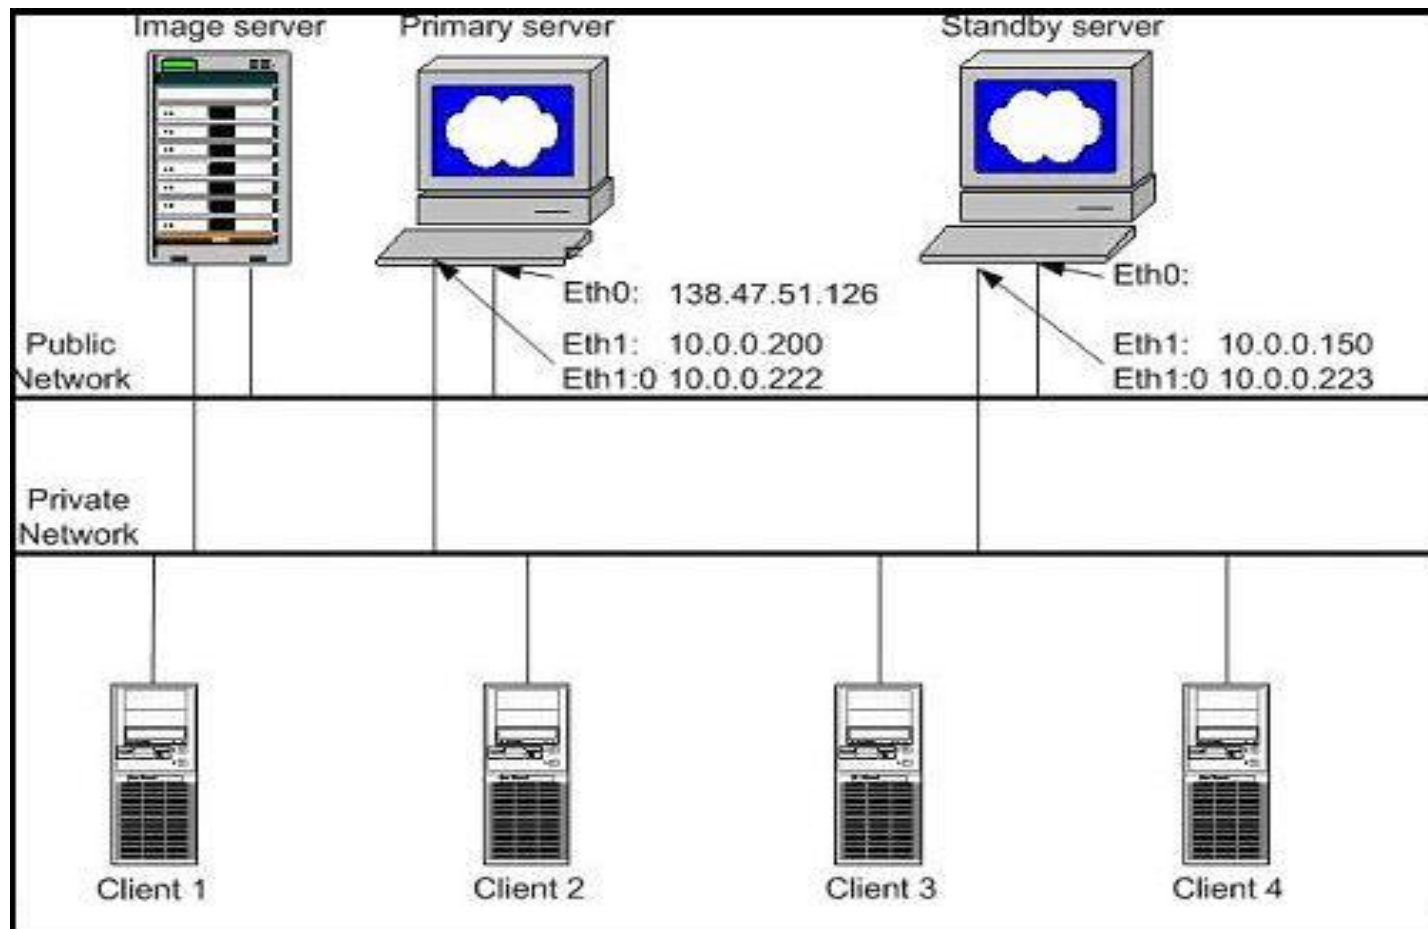 Image server
Primary server
Standby server
Eth0: 138.47.51.126
Eth1: 10.0.0.200
Eth1:0 10.0.0.222
Eth0:
Eth1: 10.0.0.150
Eth1:0 10.0.0.223
Public
Network
Private
Network
Client 1
Client 2
Client 3
Client 4